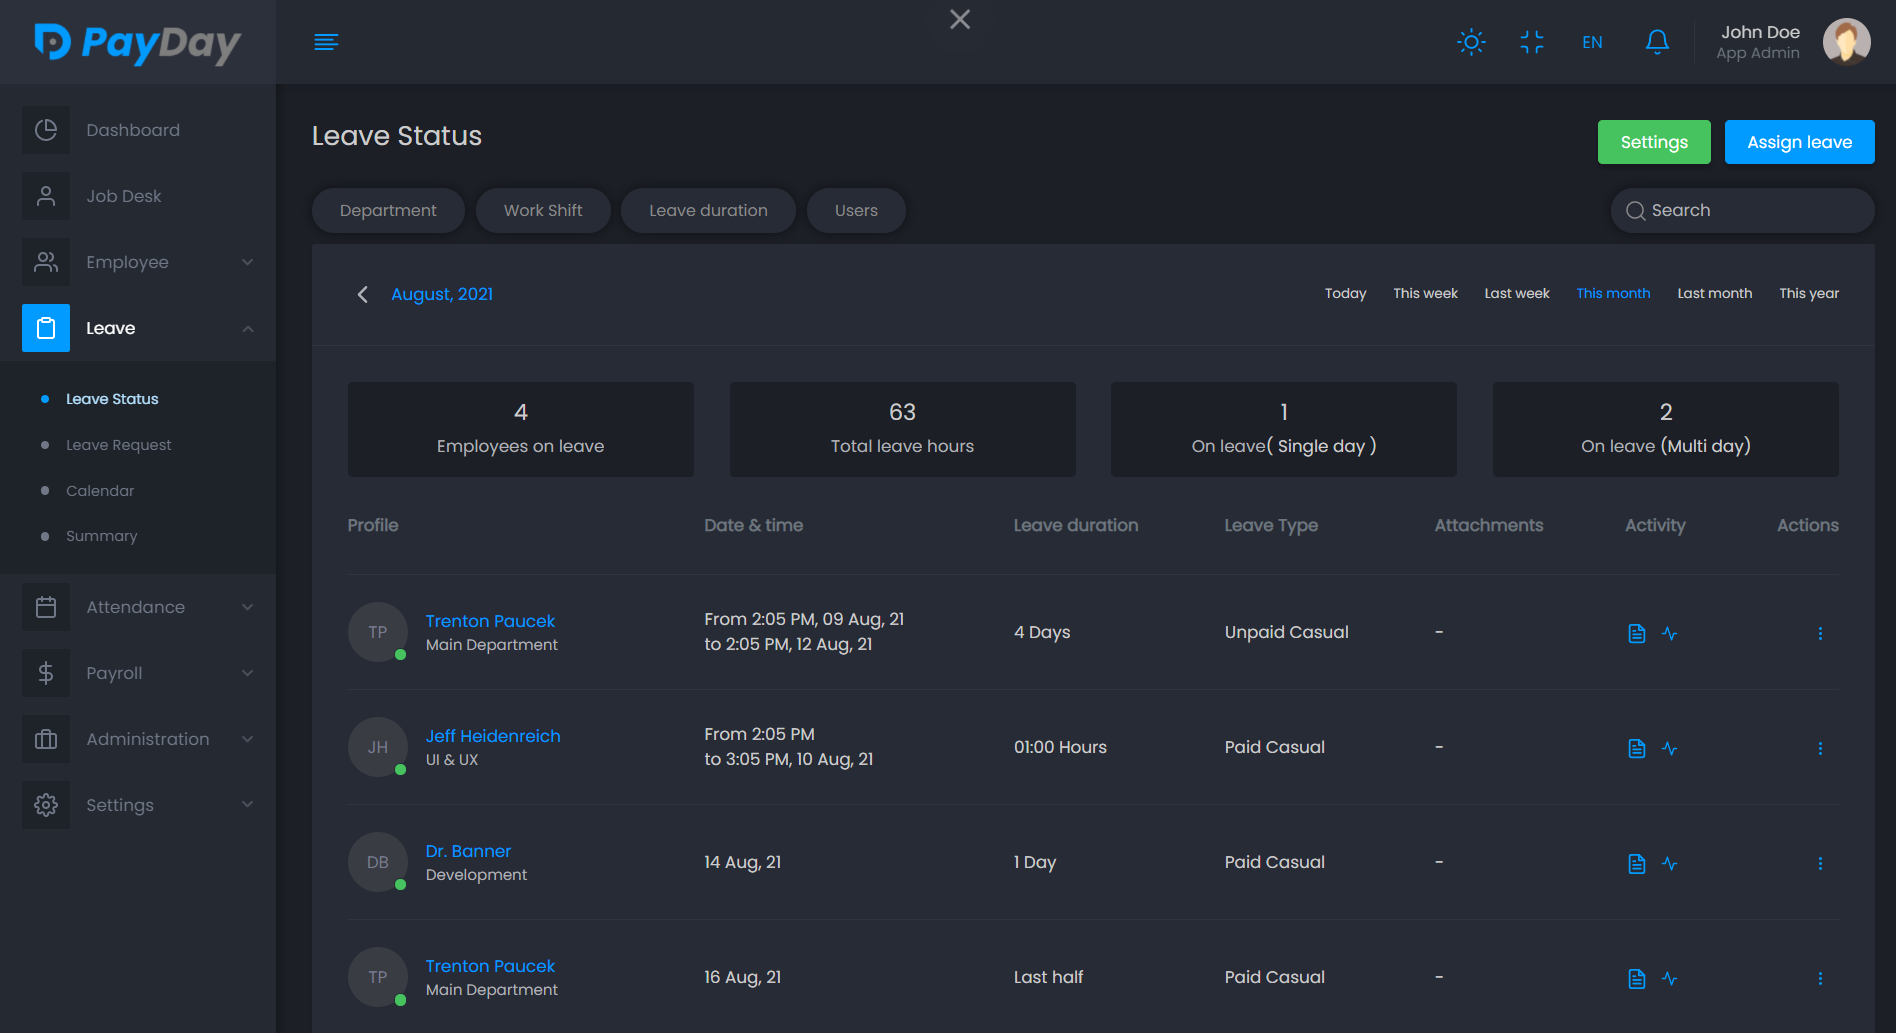 PayDay
EN
John Doe
App Admin
Dashboard
Job Desk
Employee
Leave
Leave Status
Leave Request
Calendar
Summary
Attendance
Payroll
Administration
Settings
Leave Status
Settings
Assign leave
Department
Work Shift
Leave duration
Users
Search
August, 2021
Today
This week
Last week
This month
Last month
This year
4
Employees on leave
63
Total leave hours
1
On leave( Single day )
2
On leave (Multi day)
Profile
Date & time
Leave duration
Leave Type
Attachments
Activity
Actions
TP
Trenton Paucek
Main Department
From 2:05 PM, 09 Aug, 21
to 2:05 PM, 12 Aug, 21
4 Days
Unpaid Casual
-
JH
Jeff Heidenreich
UI & UX
From 2:05 PM
to 3:05 PM, 10 Aug, 21
01:00 Hours
Paid Casual
-
DB
Dr. Banner
Development
14 Aug, 21
1 Day
Paid Casual
-
TP
Trenton Paucek
Main Department
16 Aug, 21
Last half
Paid Casual
-